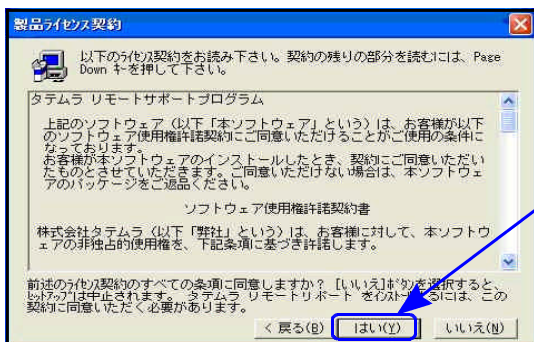 製品ライセンス契約
以下のライセンス契約をお読み下さい。契約の残りの部分を読むには、Page
Down キーを押して下さい。
タテムラ リモートサポートプログラム
上記のソフトウェア（以下「本ソフトウェア」という）は、お客様が以下
のソフトウェア使用権許諾契約にご同意いただけることがご使用の条件に
なっております。
お客様が本ソフトウェアのインストールしたとき、契約にご同意いただい
たものとさせていただきます。ご同意いただけない場合は、本ソフトウェ
アのパッケージをご返品ください。
ソフトウェア使用権許諾契約書
株式会社タテムラ（以下「弊社」という）は、お客様に対して、本ソフトウ
ェアの非独占的使用権を、下記条項に基づき許諾します。
前述のライセンス契約のすべての条項に同意しますか？ [いいえ]ボタンを選択すると、
セットアップは中止されます。 タテムラ リモートサポート をインストールするには、この
契約に同意いただく必要があります。
< 戻る(B) はい(Y) いいえ(N)